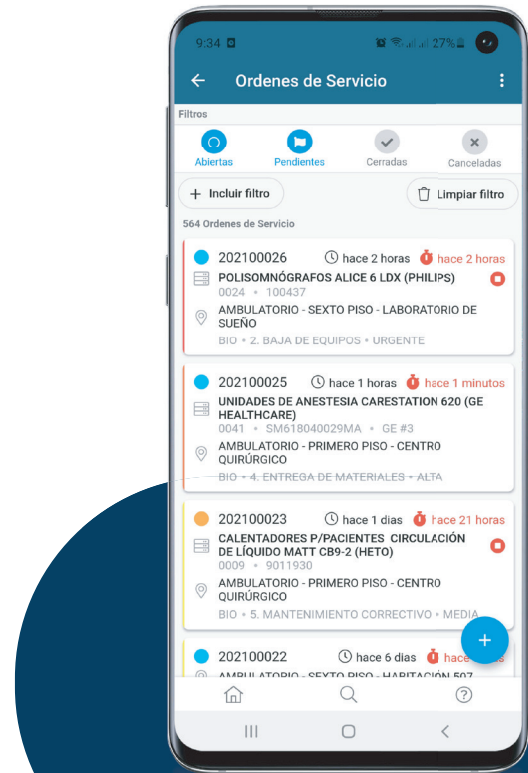 9:34
27%
Ordenes de Servicio
Filtros
Abiertas Pendientes Cerradas Canceladas
+ Incluir filtro Limpiar filtro
564 Ordenes de Servicio
202100026 hace 2 horas hace 2 horas
POLISOMNÓGRAFOS ALICE 6 LDX (PHILIPS)
0024 • 100437
AMBULATORIO - SEXTO PISO - LABORATORIO DE
SUEÑO
BIO • 2. BAJA DE EQUIPOS • URGENTE
202100025 hace 1 horas hace 1 minutos
UNIDADES DE ANESTESIA CARESTATION 620 (GE
HEALTHCARE)
0041 • SM618040029MA • GE #3
AMBULATORIO - PRIMERO PISO - CENTRO
QUIRÚRGICO
BIO • 4. ENTREGA DE MATERIALES • ALTA
202100023 hace 1 dias hace 21 horas
CALENTADORES P/PACIENTES CIRCULACIÓN
DE LÍQUIDO MATT CB9-2 (HETO)
0009 • 9011930
AMBULATORIO - PRIMERO PISO - CENTRO
QUIRÚRGICO
BIO • 5. MANTENIMIENTO CORRECTIVO • MEDIA
202100022 hace 6 dias hace
AMBULATORIO - SEXTO PISO - HABITACIÓN 507